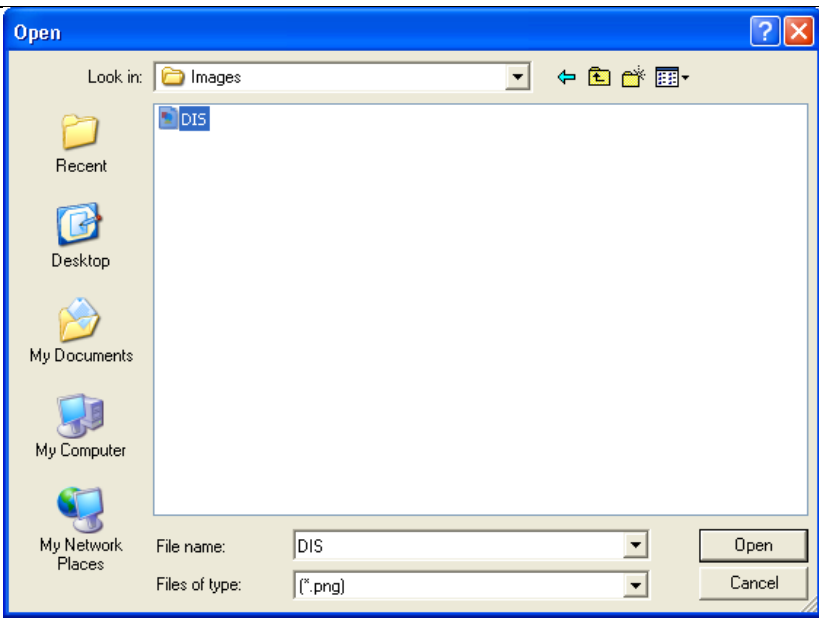 Open
Look in: Images
DIS
Recent
Desktop
My Documents
My Computer
My Network
Places
File name: DIS Open
Files of type: (*.png) Cancel